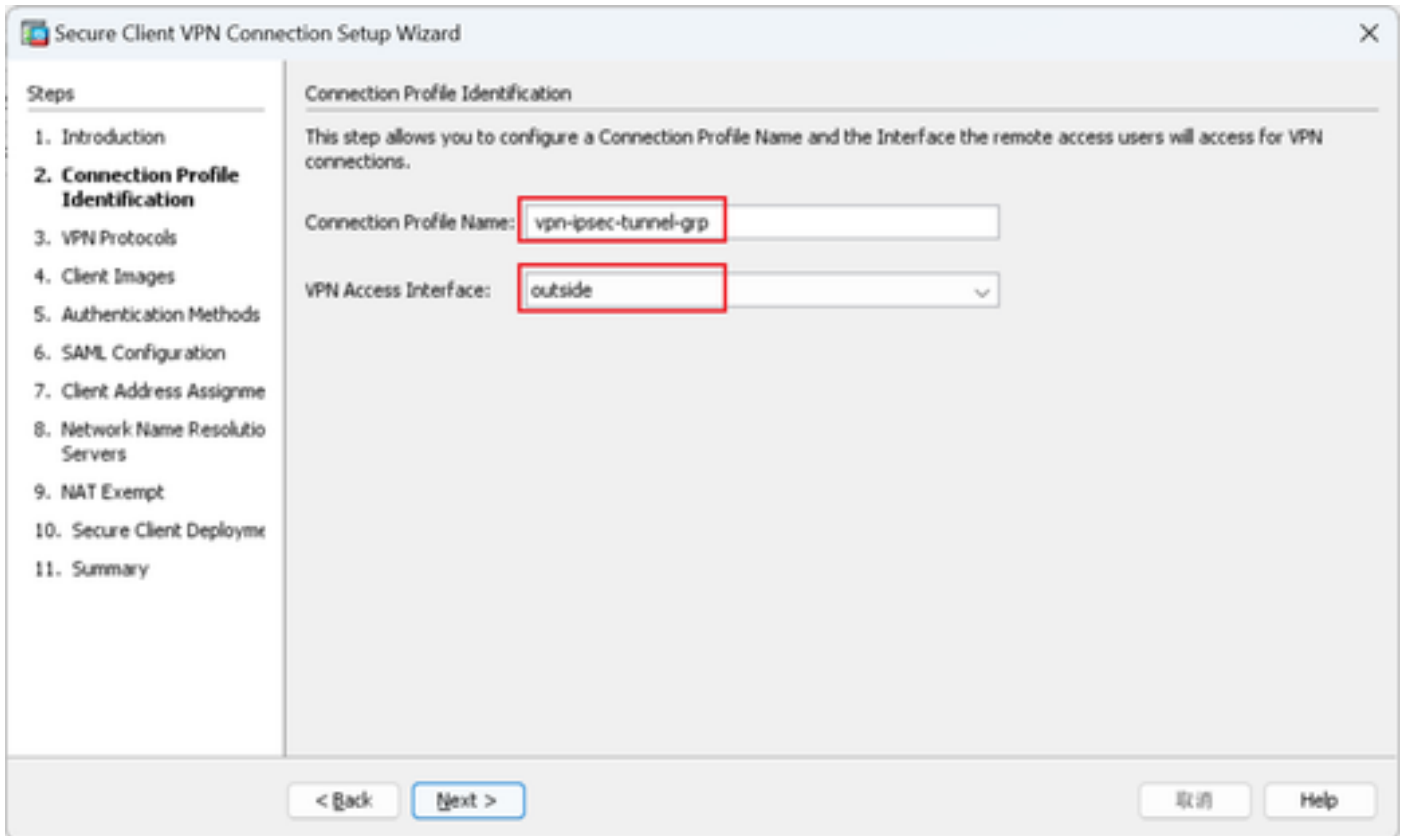 Secure Client VPN Connection Setup Wizard
Steps
1. Introduction
2. Connection Profile
Identification
3. VPN Protocols
4. Client Images
5. Authentication Methods
6. SAML Configuration
7. Client Address Assignme
8. Network Name Resolutio
Servers
9. NAT Exempt
10. Secure Client Deployme
11. Summary
Connection Profile Identification
This step allows you to configure a Connection Profile Name and the Interface the remote access users will access for VPN
connections.
Connection Profile Name: vpn-ipsec-tunnel-grp
VPN Access Interface: outside
< Back Next > 取消 Help